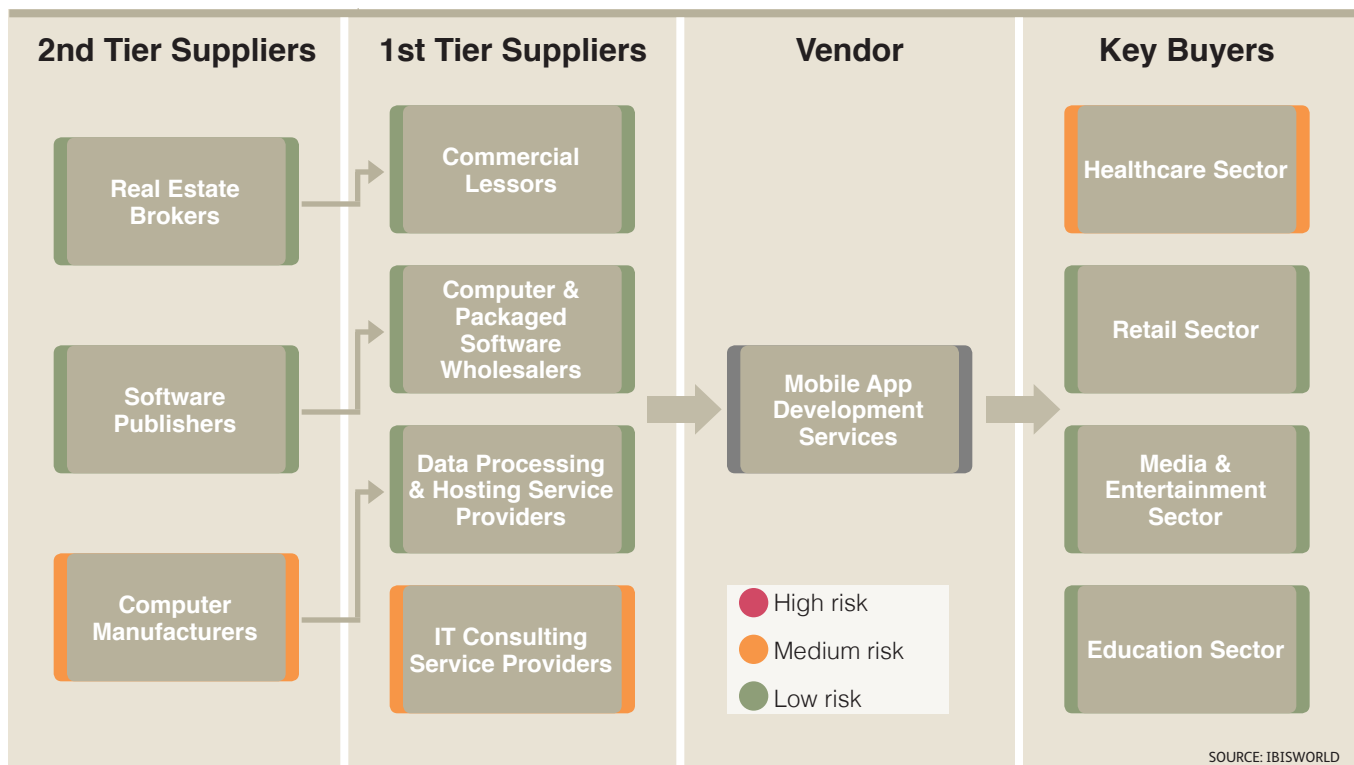 2nd Tier Suppliers
1st Tier Suppliers
Vendor
Key Buyers
Real Estate
Brokers
Software
Publishers
Computer
Manufacturers
Commercial
Lessors
Computer &
Packaged
Software
Wholesalers
Data Processing
& Hosting Service
Providers
IT Consulting
Service Providers
Mobile App
Development
Services
High risk
Medium risk
Low risk
Healthcare Sector
Retail Sector
Media &
Entertainment
Sector
Education Sector
SOURCE: IBISWORLD